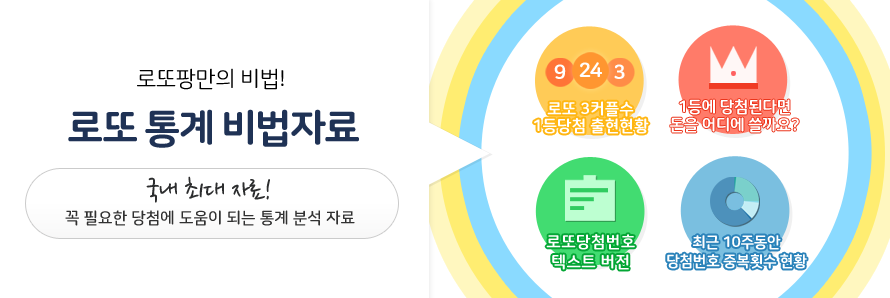 로또팡만의 비법!
로또 통계 비법자료
국내 최대 자료!
꼭 필요한 당첨에 도움이 되는 통계 분석 자료
9 24 3
로또 3커플수
1등당첨 출현현황
1등에 당첨된다면
돈을 어디에 쓸까요?
로또당첨번호
텍스트 버전
최근 10주동안
당첨번호 중복횟수 현황